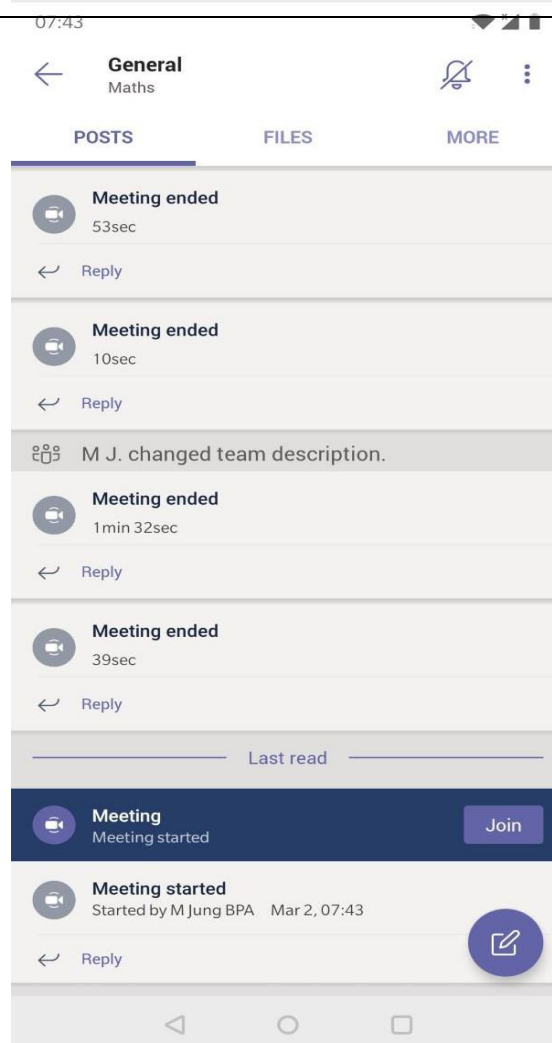 07:43
General
Maths
POSTS FILES MORE
Meeting ended
53sec
Reply
Meeting ended
10sec
Reply
M J. changed team description.
Meeting ended
1min 32sec
Reply
Meeting ended
39sec
Reply
Last read
Meeting
Meeting started
Join
Meeting started
Started by M Jung BPA Mar 2, 07:43
Reply